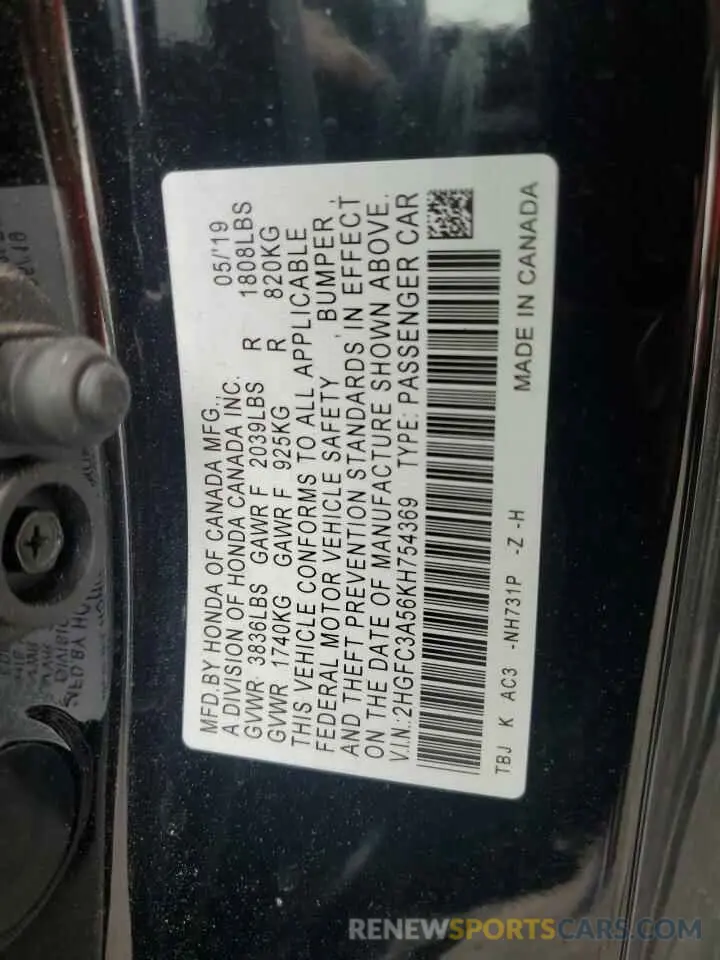 MFD.BY HONDA OF CANADA MFG.,
A DIVISION OF HONDA CANADA INC. 05/'19
GVWR 3836LBS GAWR F 2039LBS R 1808LBS
GVWR 1740KG GAWR F 925KG R 820KG
THIS VEHICLE CONFORMS TO ALL APPLICABLE
FEDERAL MOTOR VEHICLE SAFETY, BUMPER,
AND THEFT PREVENTION STANDARDS IN EFFECT
ON THE DATE OF MANUFACTURE SHOWN ABOVE.
V.I.N.:2HGFC3A56KH754369 TYPE: PASSENGER CAR
TBJ K AC3 -NH731P -Z -H MADE IN CANADA
RENEWSPORTSCARS.COM